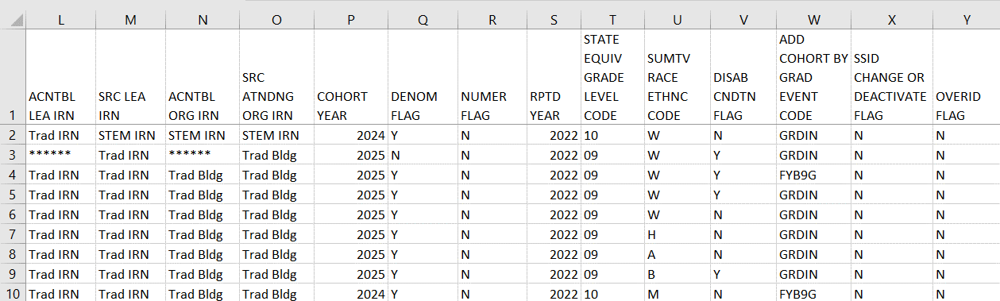 L M N O P Q R S T U V W X Y
STATE ADD
EQUIV SUMTV COHORT BY SSID
SRC GRADE RACE DISAB GRAD CHANGE OR
ACNTBL SRC LEA ACNTBL ATNDNG COHORT DENOM NUMER RPTD LEVEL ETHNC CNDTN EVENT DEACTIVATE OVERID
1 LEA IRN IRN ORG IRN ORG IRN YEAR FLAG FLAG YEAR CODE CODE FLAG CODE FLAG FLAG
2 Trad IRN STEM IRN STEM IRN STEM IRN 2024 Y N 2022 10 W N GRDIN N N
3 ****** Trad IRN ****** Trad Bldg 2025 N N 2022 09 W Y GRDIN N N
4 Trad IRN Trad IRN Trad Bldg Trad Bldg 2025 Y N 2022 09 W Y FYB9G N N
5 Trad IRN Trad IRN Trad Bldg Trad Bldg 2025 Y N 2022 09 W Y GRDIN N N
6 Trad IRN Trad IRN Trad Bldg Trad Bldg 2025 Y N 2022 09 W N GRDIN N N
7 Trad IRN Trad IRN Trad Bldg Trad Bldg 2025 Y N 2022 09 H N GRDIN N N
8 Trad IRN Trad IRN Trad Bldg Trad Bldg 2025 Y N 2022 09 A N GRDIN N N
9 Trad IRN Trad IRN Trad Bldg Trad Bldg 2025 Y N 2022 09 B Y GRDIN N N
10 Trad IRN Trad IRN Trad Bldg Trad Bldg 2024 Y N 2022 10 M N FYB9G N N